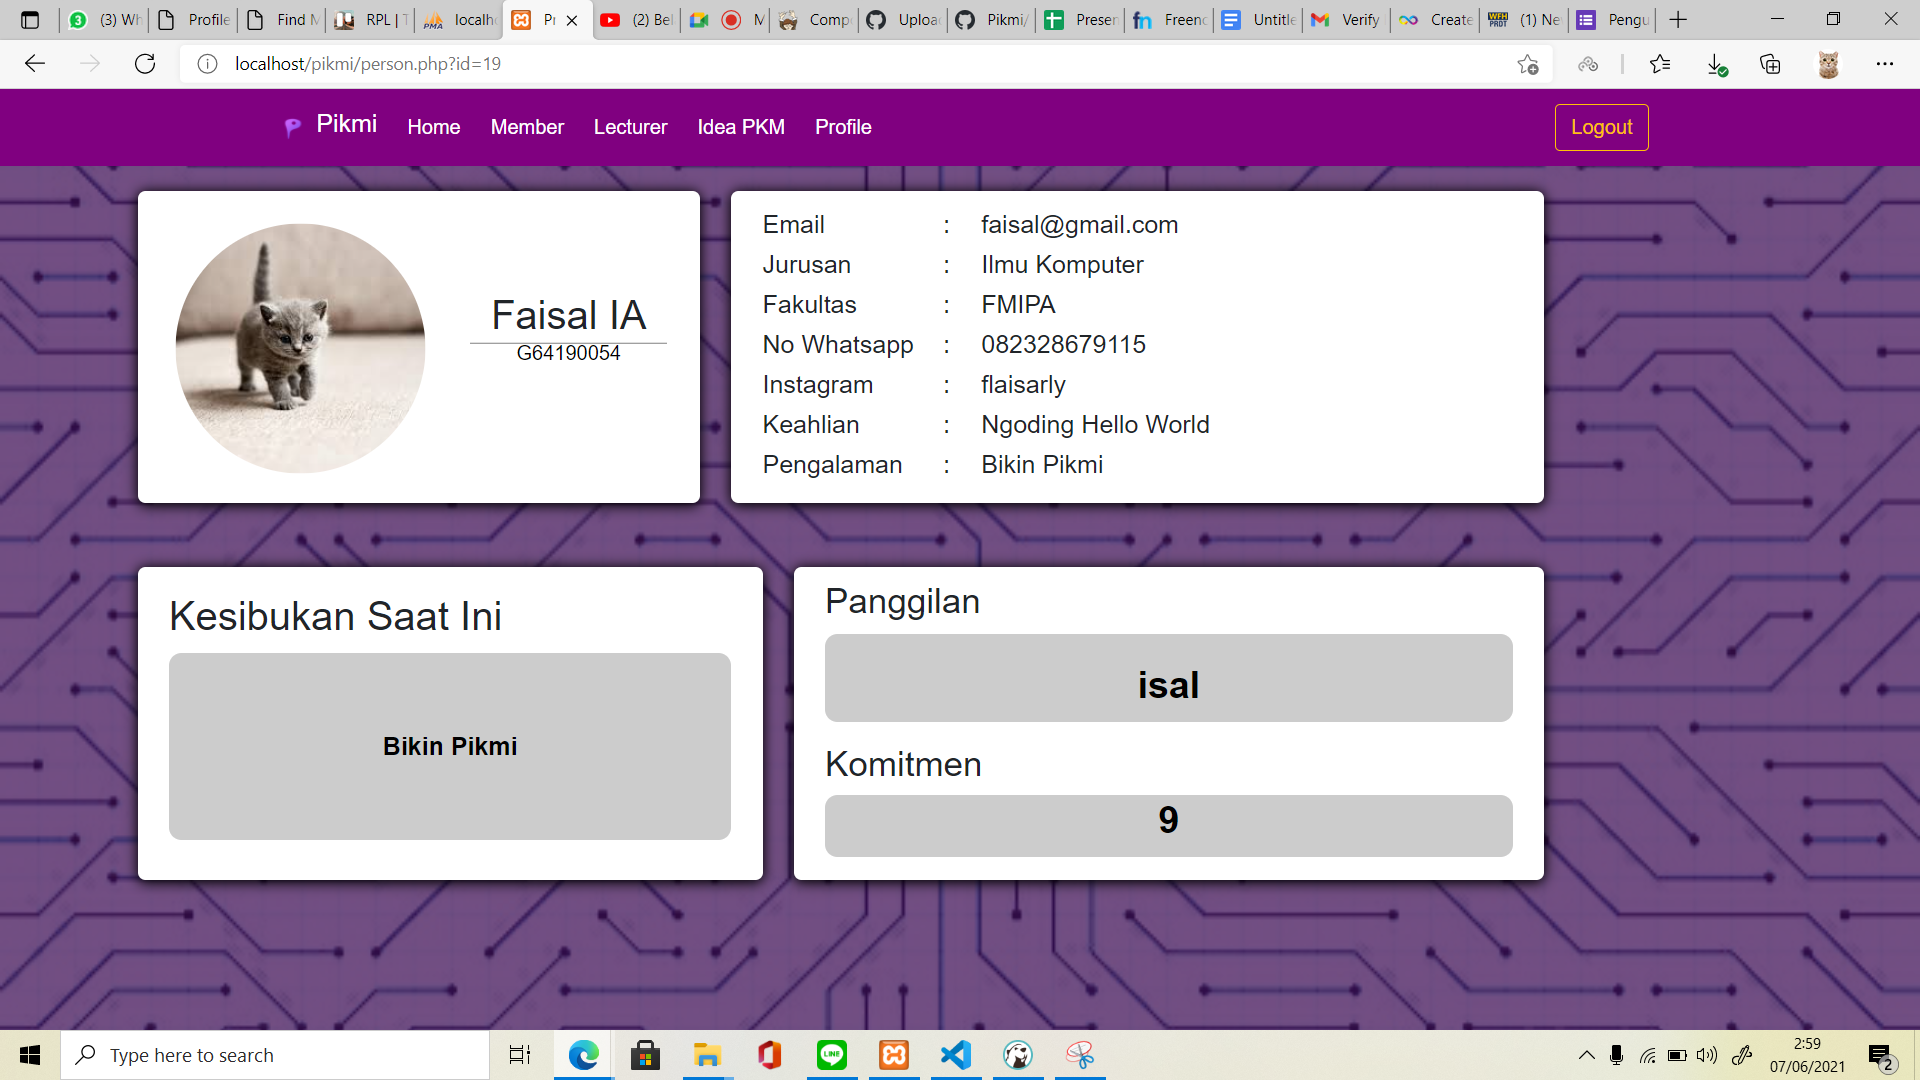 (3) Wh
Profile
Find M
RPL | T
localho
Pr
(2) Bel
M
Comp
Uploa
Pikmi/
Presen
Freenc
Untitle
Verify
Create
(1) Ne
Pengu
localhost/pikmi/person.php?id=19
Pikmi
Home
Member
Lecturer
Idea PKM
Profile
Logout
Faisal IA
G64190054
Email : faisal@gmail.com
Jurusan : Ilmu Komputer
Fakultas : FMIPA
No Whatsapp : 082328679115
Instagram : flaisarly
Keahlian : Ngoding Hello World
Pengalaman : Bikin Pikmi
Kesibukan Saat Ini
Bikin Pikmi
Panggilan
isal
Komitmen
9
Type here to search
2:59
07/06/2021
2